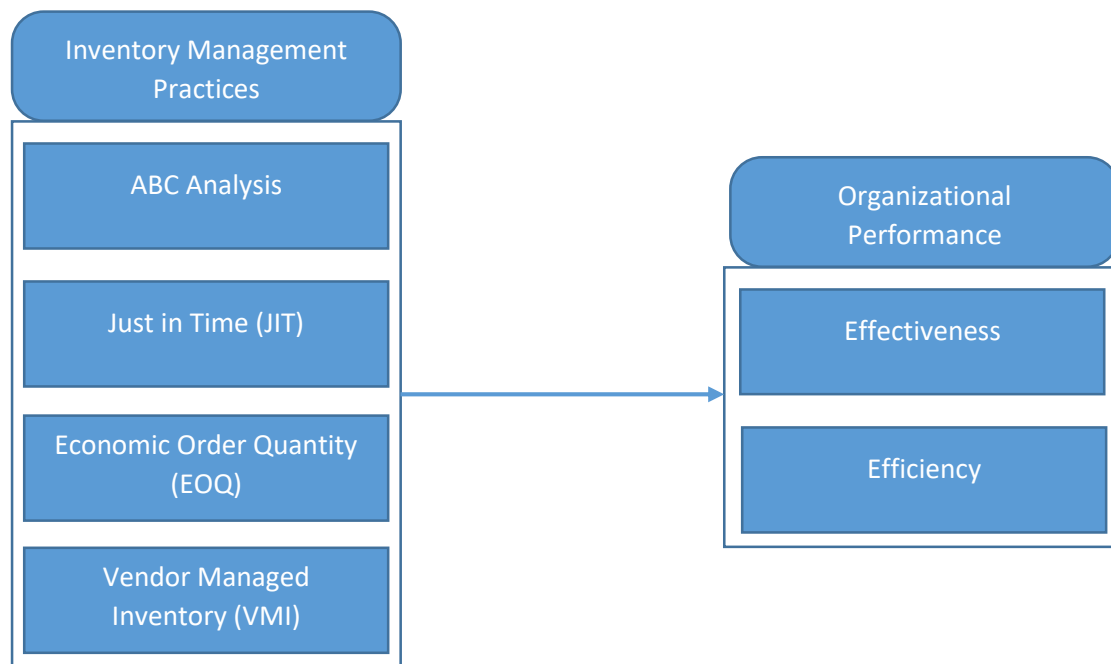 Inventory Management
Practices
ABC Analysis
Just in Time (JIT)
Economic Order Quantity
(EOQ)
Vendor Managed
Inventory (VMI)
Organizational
Performance
Effectiveness
Efficiency